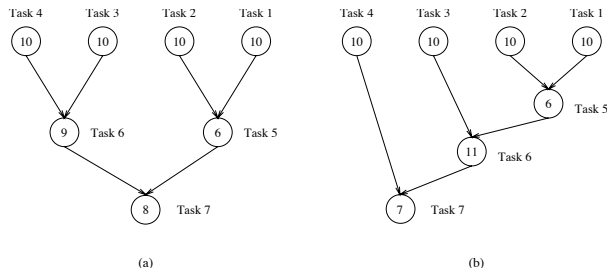 Task 4 Task 3 Task 2 Task 1
10 10 10 10
9 Task 6
6 Task 5
8 Task 7
(a)
Task 4 Task 3 Task 2 Task 1
10 10 10 10
6 Task 5
11 Task 6
7 Task 7
(b)